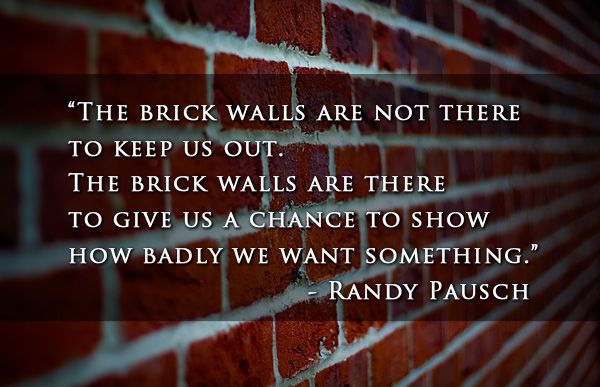 “The brick walls are not there
to keep us out.
The brick walls are there
to give us a chance to show
how badly we want something.”
- Randy Pausch